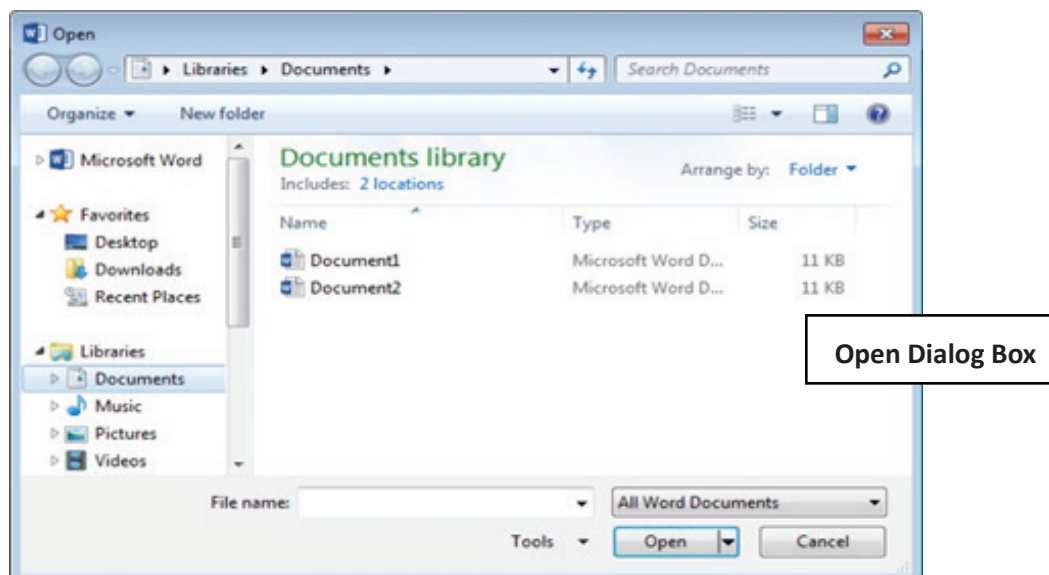 Open
Libraries Documents Search Documents
Organize New folder
Microsoft Word
Favorites
Desktop
Downloads
Recent Places
Libraries
Documents
Music
Pictures
Videos
Documents library
Includes: 2 locations
Arrange by: Folder
Name Type Size
Document1 Microsoft Word D... 11 KB
Document2 Microsoft Word D... 11 KB
Open Dialog Box
File name: All Word Documents
Tools Open Cancel